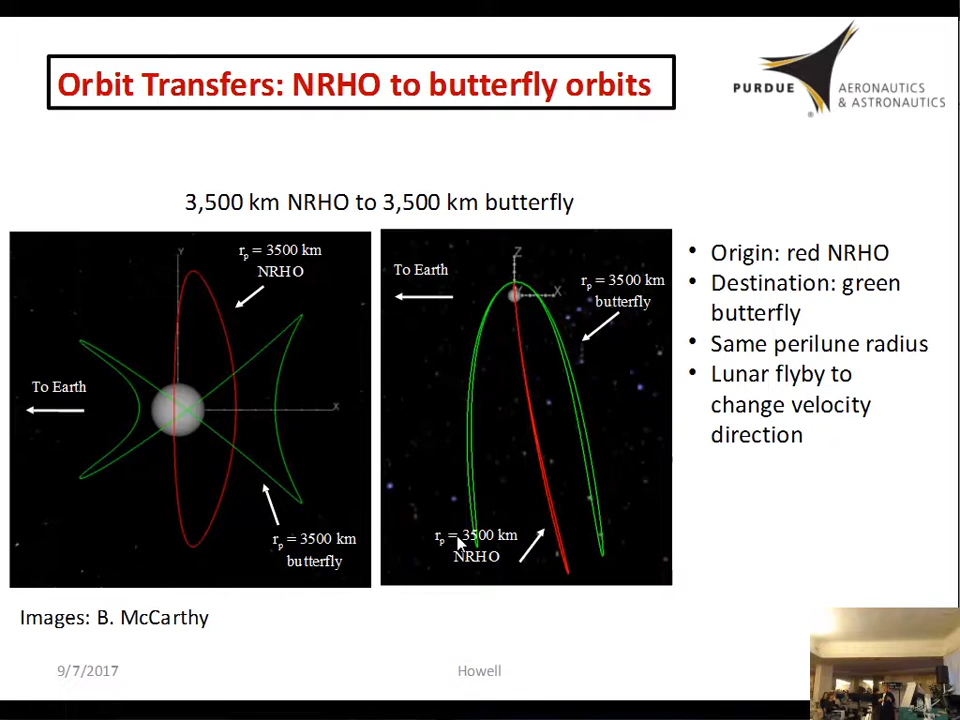 Orbit Transfers: NRHO to butterfly orbits
PURDUE
AERONAUTICS
& ASTRONAUTICS
®
3,500 km NRHO to 3,500 km butterfly
Y
rp = 3500 km
NRHO
To Earth
X
rp = 3500 km
butterfly
Z
To Earth
X
rp = 3500 km
butterfly
rp = 3500 km
NRHO
• Origin: red NRHO
• Destination: green
butterfly
• Same perilune radius
• Lunar flyby to
change velocity
direction
Images: B. McCarthy
9/7/2017
Howell